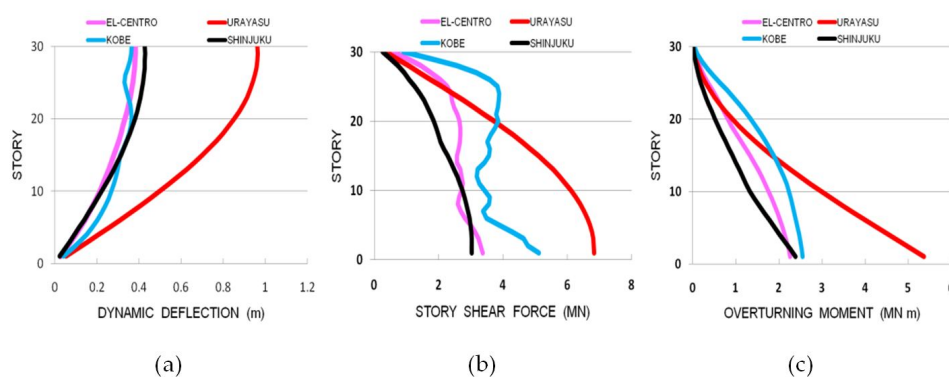 EL-CENTRO URAYASU
KOBE SHINJUKU
30
20
10
0
STORY
0 0.2 0.4 0.6 0.8 1 1.2
DYNAMIC DEFLECTION (m)
(a)
EL-CENTRO URAYASU
KOBE SHINJUKU
30
20
10
0
STORY
0 2 4 6 8
STORY SHEAR FORCE (MN)
(b)
EL-CENTRO URAYASU
KOBE SHINJUKU
30
20
10
0
STORY
0 1 2 3 4 5
OVERTURNING MOMENT (MN m)
(c)